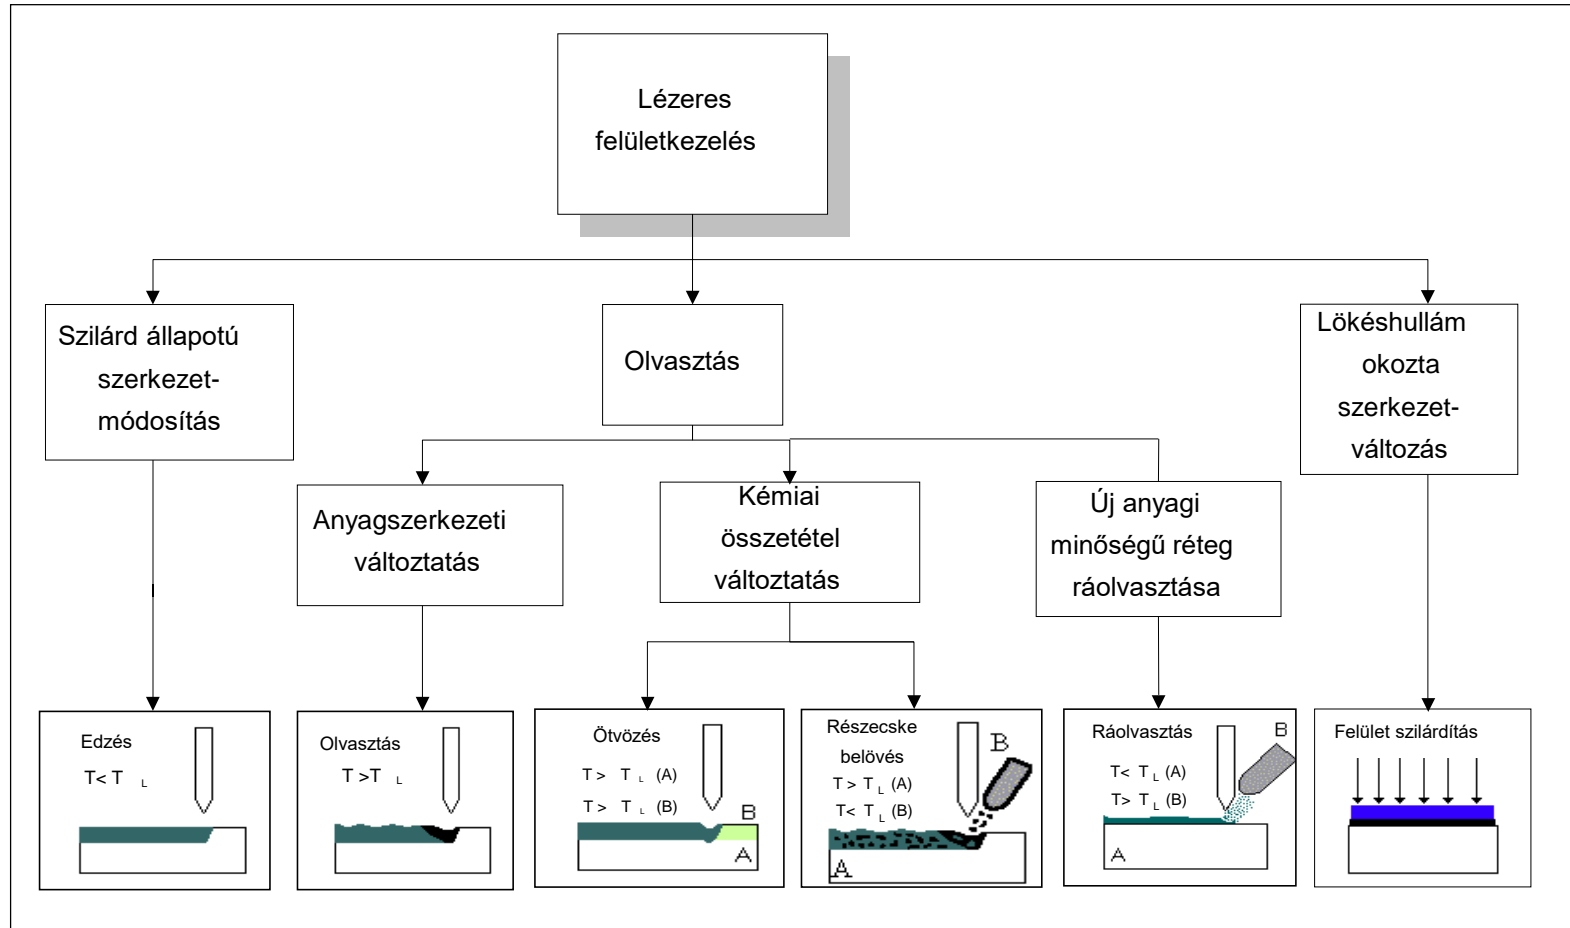 Lézeres
felületkezelés
Szilárd állapotú
szerkezet-
módosítás
Olvasztás
Lökéshullám
okozta
szerkezet-
változás
Anyagszerkezeti
változtatás
Kémiai
összetétel
változtatás
Új anyagi
minőségű réteg
ráolvasztása
Edzés
T< T L
Olvasztás
T >T L
Ötvözés
T > T L (A)
T > T L (B)
B
A
Részecske
belövés
T > T L (A)
T< T L (B)
B
A
Ráolvasztás
T< T L (A)
T> T L (B)
B
A
Felület szilárdítás